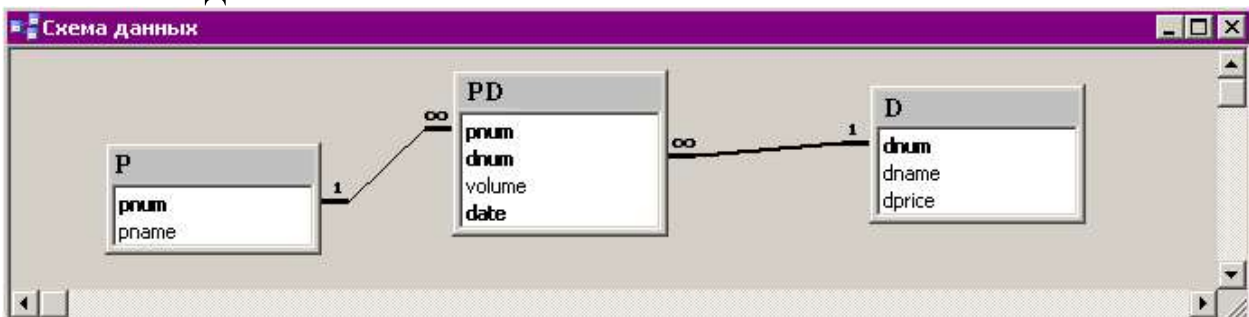 Схема данных
P
pnum
pname
1
∞
PD
pnum
dnum
volume
date
∞
1
D
dnum
dname
dprice